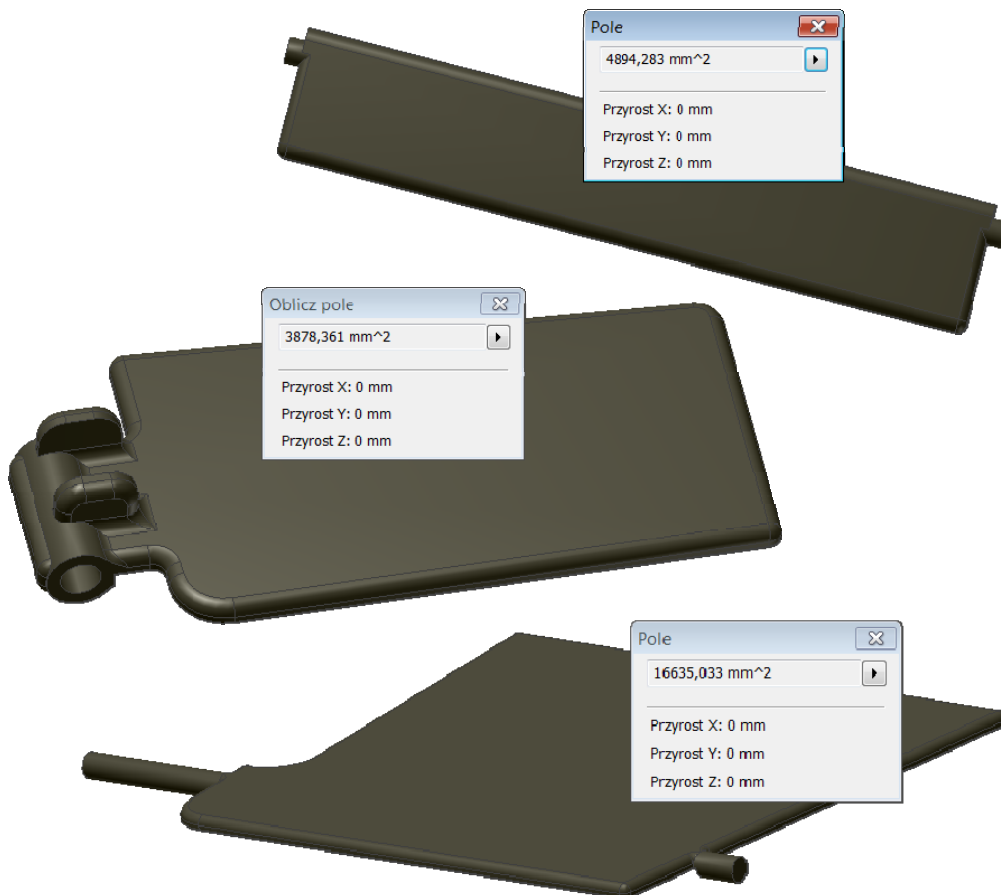 Pole
4894,283 mm^2
Przyrost X: 0 mm
Przyrost Y: 0 mm
Przyrost Z: 0 mm
Oblicz pole
3878,361 mm^2
Przyrost X: 0 mm
Przyrost Y: 0 mm
Przyrost Z: 0 mm
Pole
16635,033 mm^2
Przyrost X: 0 mm
Przyrost Y: 0 mm
Przyrost Z: 0 mm